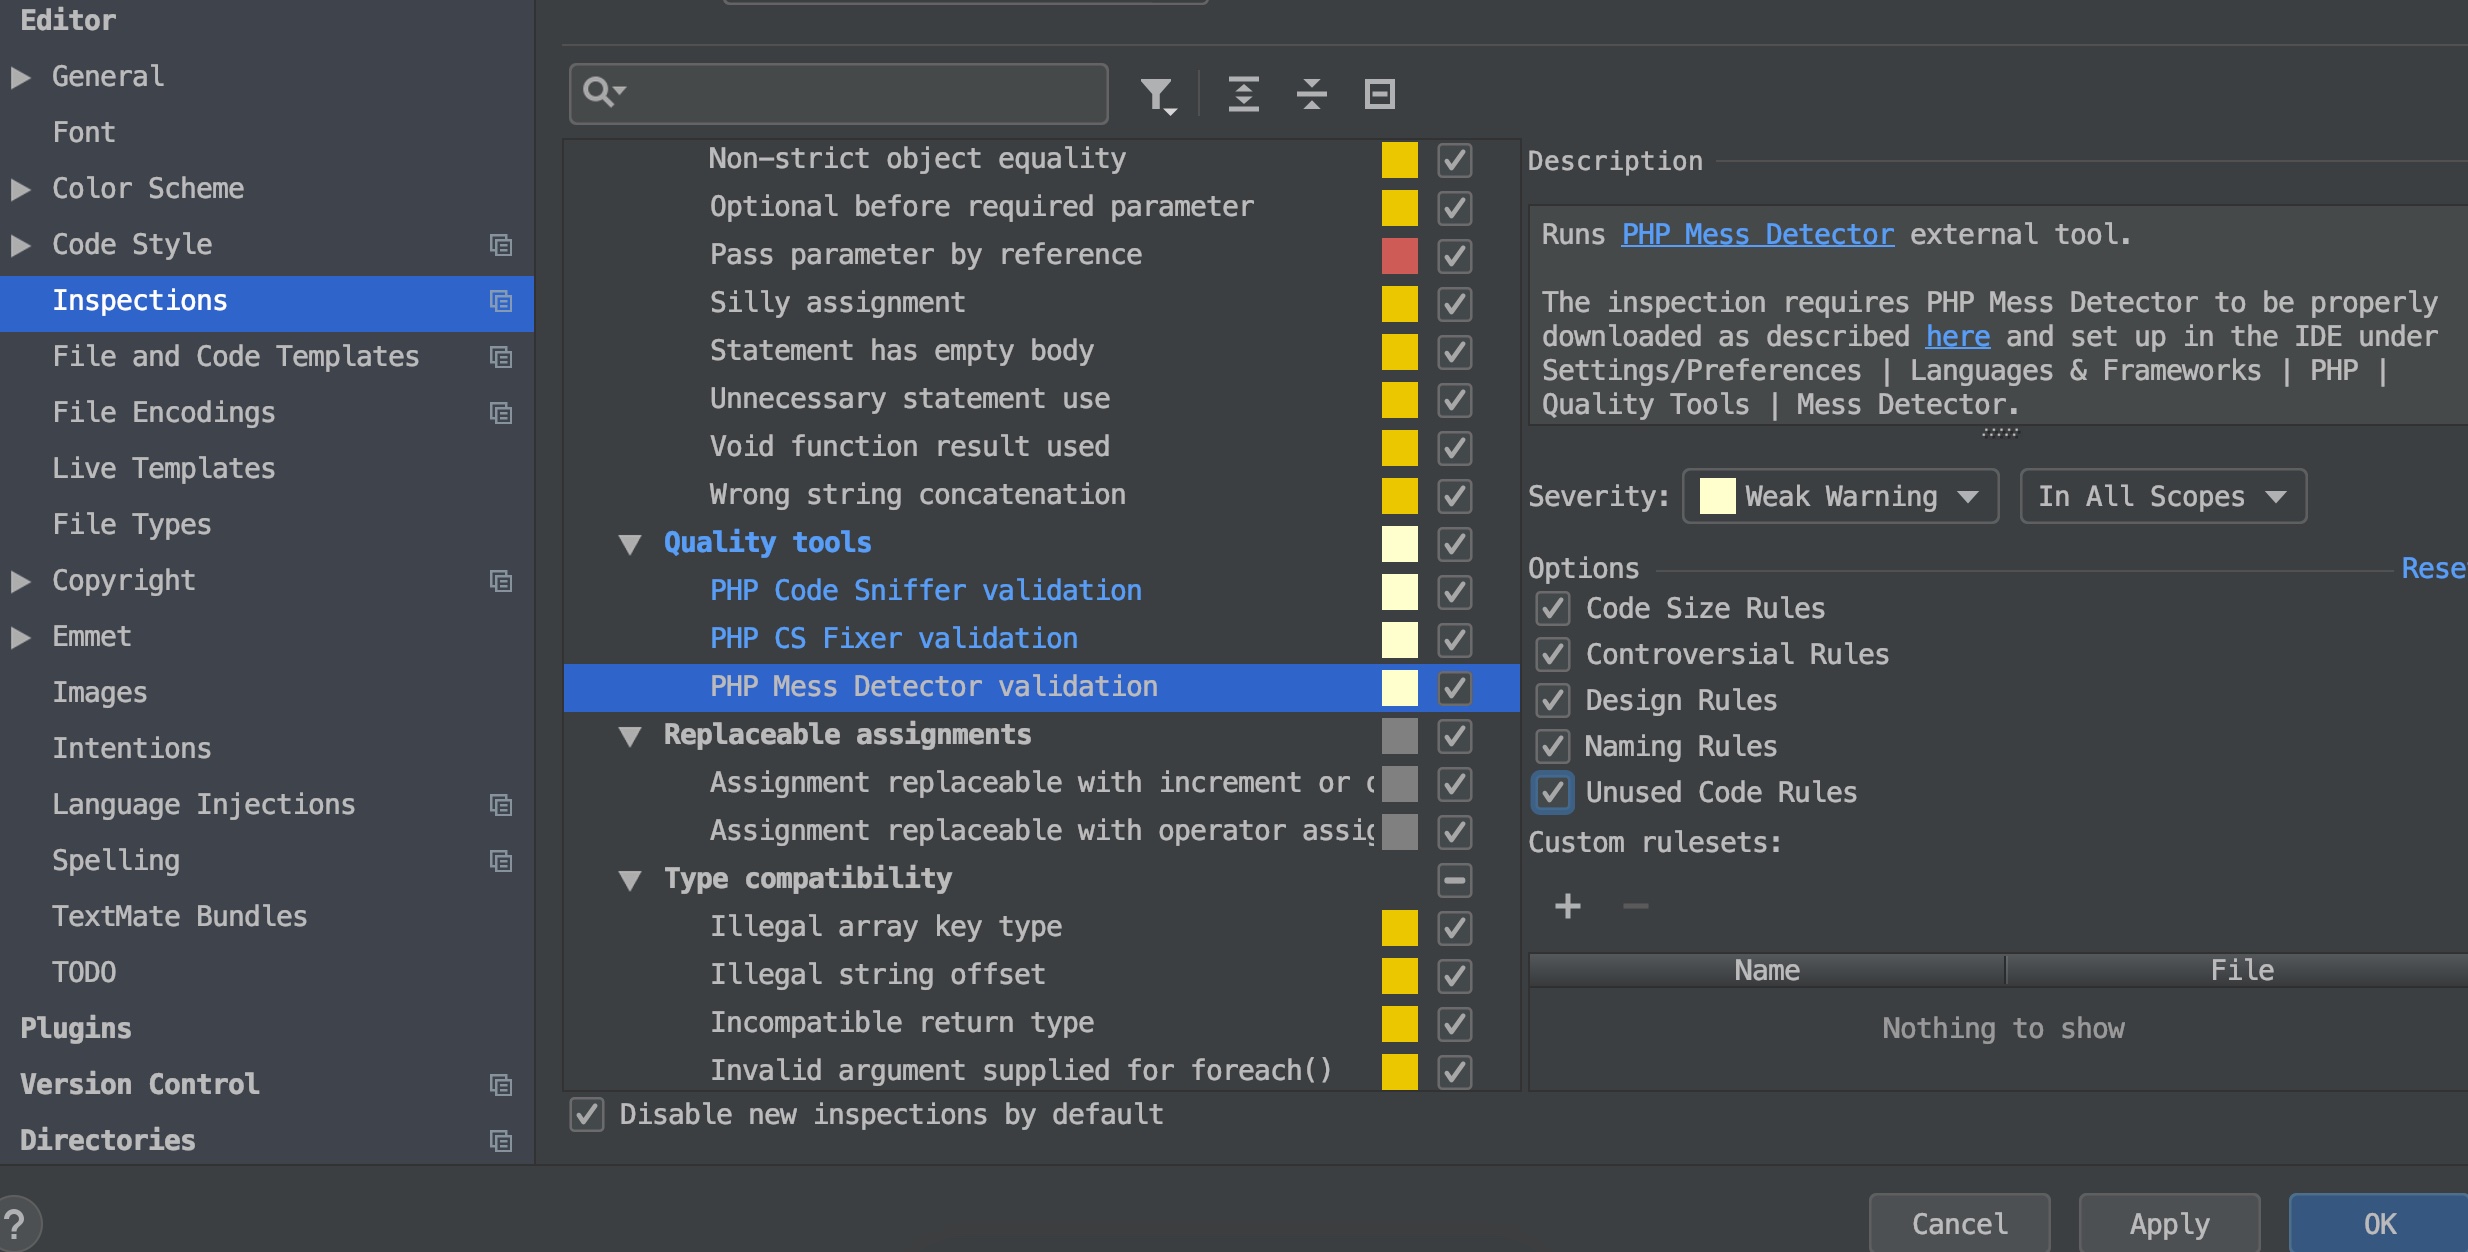 Editor
General
Font
Color Scheme
Code Style
Inspections
File and Code Templates
File Encodings
Live Templates
File Types
Copyright
Emmet
Images
Intentions
Language Injections
Spelling
TextMate Bundles
TODO
Plugins
Version Control
Directories
?
Non-strict object equality
Optional before required parameter
Pass parameter by reference
Silly assignment
Statement has empty body
Unnecessary statement use
Void function result used
Wrong string concatenation
Quality tools
PHP Code Sniffer validation
PHP CS Fixer validation
PHP Mess Detector validation
Replaceable assignments
Assignment replaceable with increment or
Assignment replaceable with operator assig
Type compatibility
Illegal array key type
Illegal string offset
Incompatible return type
Invalid argument supplied for foreach()
Disable new inspections by default
Description
Runs PHP Mess Detector external tool.
The inspection requires PHP Mess Detector to be properly
downloaded as described here and set up in the IDE under
Settings/Preferences | Languages & Frameworks | PHP |
Quality Tools | Mess Detector.
Severity: Weak Warning In All Scopes
Options Rese
Code Size Rules
Controversial Rules
Design Rules
Naming Rules
Unused Code Rules
Custom rulesets:
Name File
Nothing to show
Cancel Apply OK